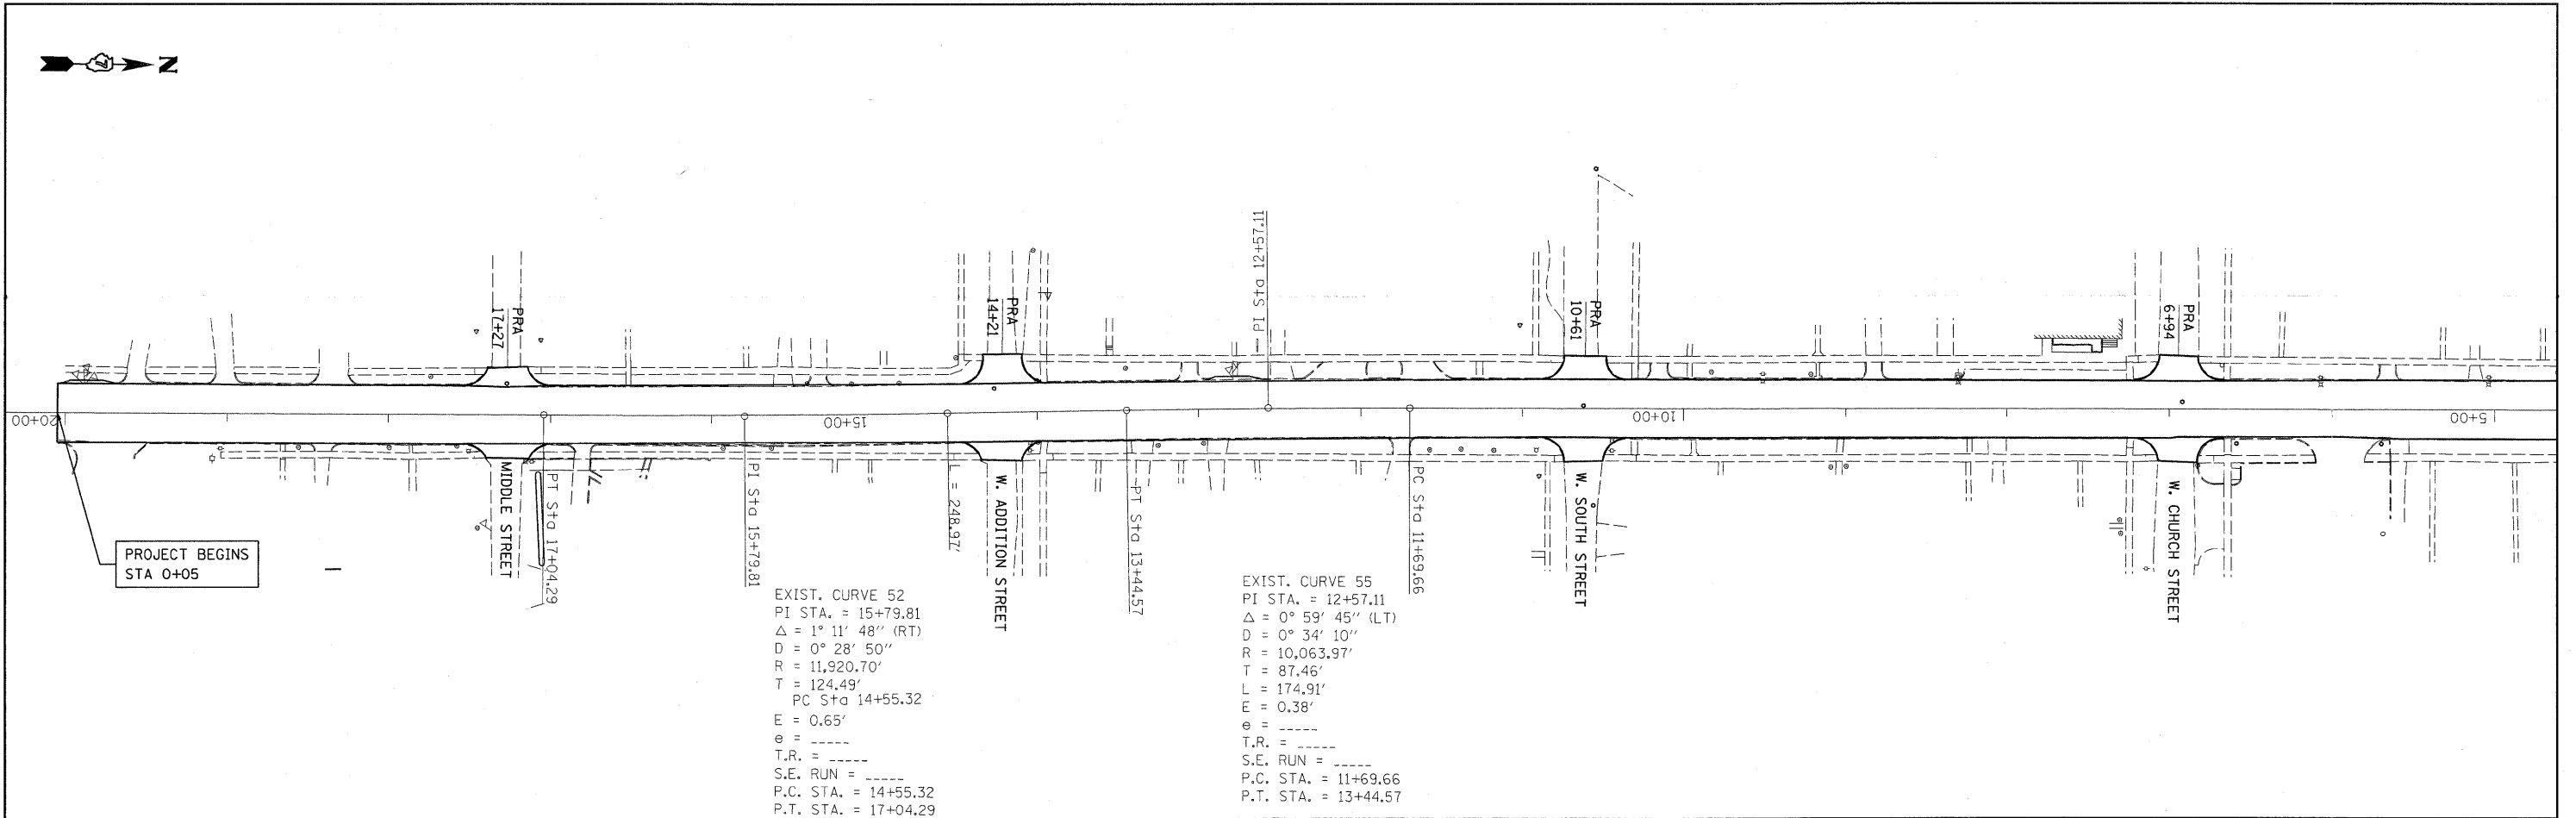 N
PI Sta 12+57.11
PRA
17+27
PRA
14+21
PRA
10+61
PRA
6+94
20+00
15+00
10+00
5+00
MIDDLE STREET
PT Sta 17+04.29
PI Sta 15+79.81
L = 248.97'
W. ADDITION STREET
PT Sta 13+44.57
PC Sta 11+69.66
W. SOUTH STREET
W. CHURCH STREET
PROJECT BEGINS
STA 0+05
EXIST. CURVE 52
PI STA. = 15+79.81
Δ = 1° 11' 48" (RT)
D = 0° 28' 50"
R = 11,920.70'
T = 124.49'
PC Sta 14+55.32
E = 0.65'
e = -----
T.R. = -----
S.E. RUN = -----
P.C. STA. = 14+55.32
P.T. STA. = 17+04.29
EXIST. CURVE 55
PI STA. = 12+57.11
Δ = 0° 59' 45" (LT)
D = 0° 34' 10"
R = 10,063.97'
T = 87.46'
L = 174.91'
E = 0.38'
e = -----
T.R. = -----
S.E. RUN = -----
P.C. STA. = 11+69.66
P.T. STA. = 13+44.57